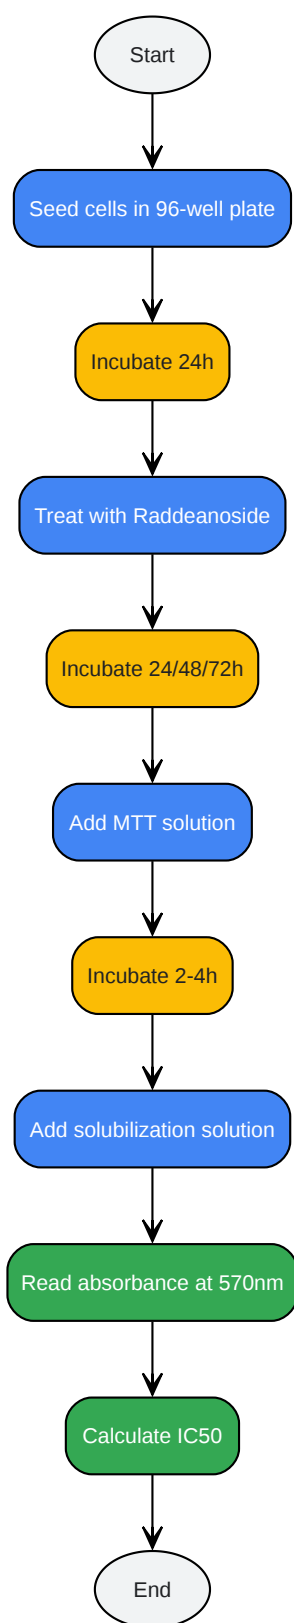 Start
Seed cells in 96-well plate
Incubate 24h
Treat with Raddeanoside
Incubate 24/48/72h
Add MTT solution
Incubate 2-4h
Add solubilization solution
Read absorbance at 570nm
Calculate IC50
End